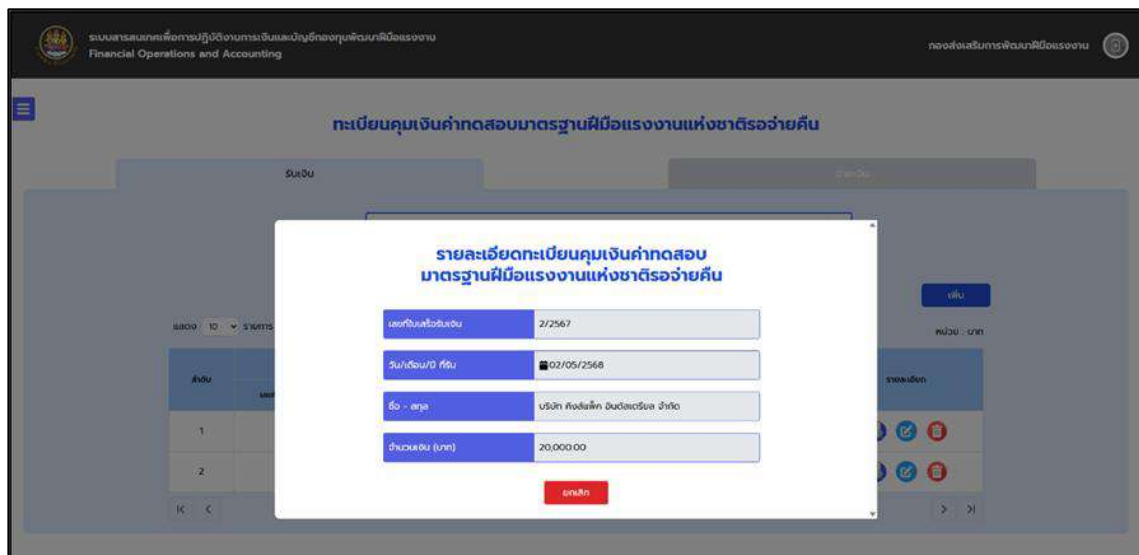 ระบบสารสนเทศเพื่อการปฏิบัติงานการเงินและบัญชีกองทุนพัฒนาฝีมือแรงงาน
Financial Operations and Accounting
กองส่งเสริมการพัฒนาฝีมือแรงงาน
ทะเบียนคุมเงินค่าทดสอบมาตรฐานฝีมือแรงงานแห่งชาติรอจ่ายคืน
รับเงิน
จ่ายเงิน
รายละเอียดทะเบียนคุมเงินค่าทดสอบ
มาตรฐานฝีมือแรงงานแห่งชาติรอจ่ายคืน
เพิ่ม
แสดง 10 รายการ
หน่วย : บาท
เลขที่ใบเสร็จรับเงิน 2/2567
วัน/เดือน/ปี ที่รับ 02/05/2568
ชื่อ - สกุล บริษัท คิงส์แพ็ค อินดัสเตรียล จำกัด
จำนวนเงิน (บาท) 20,000.00
ลำดับ
รายละเอียด
1
2
ยกเลิก